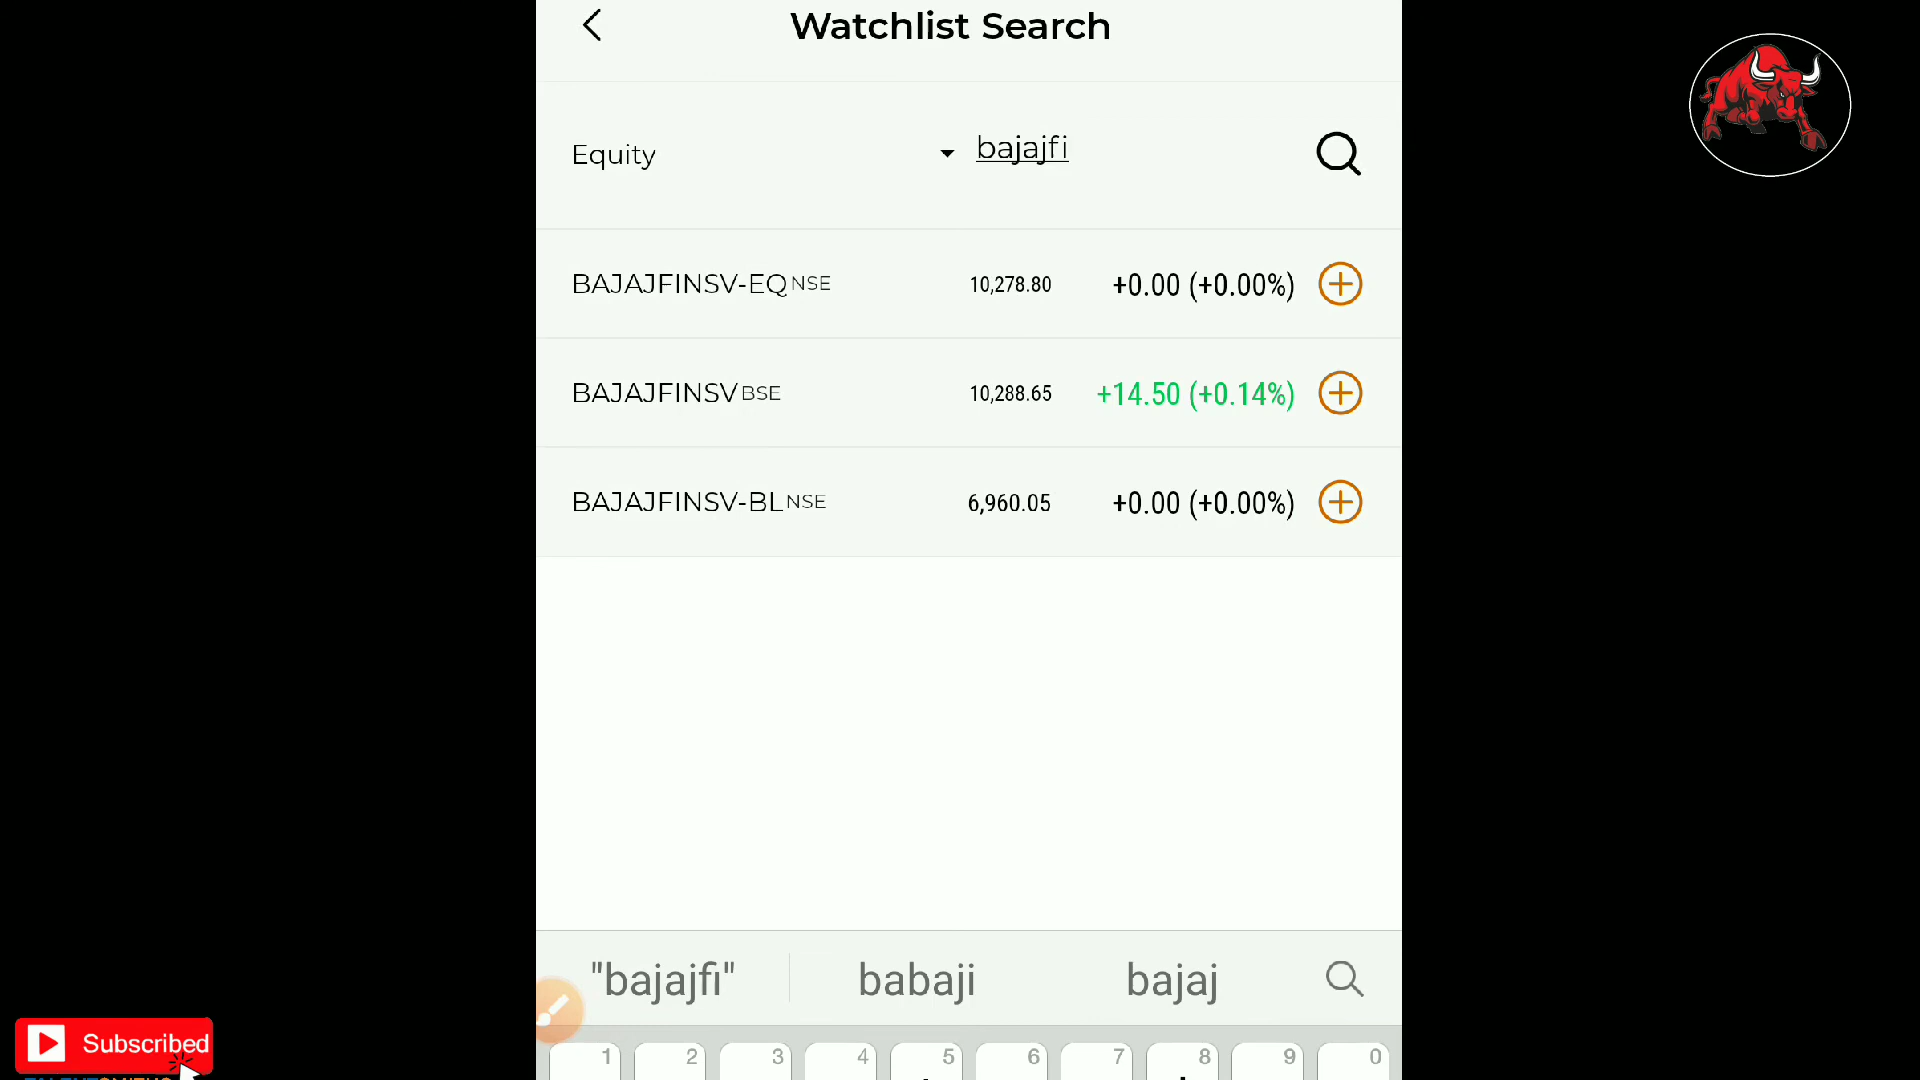 Watchlist Search
Equity bajajfi
BAJAJFINSV-EQ NSE 10,278.80 +0.00 (+0.00%)
BAJAJFINSV BSE 10,288.65 +14.50 (+0.14%)
BAJAJFINSV-BL NSE 6,960.05 +0.00 (+0.00%)
"bajajfi" babaji bajaj
1 2 3 4 5 6 7 8 9 0
Subscribed